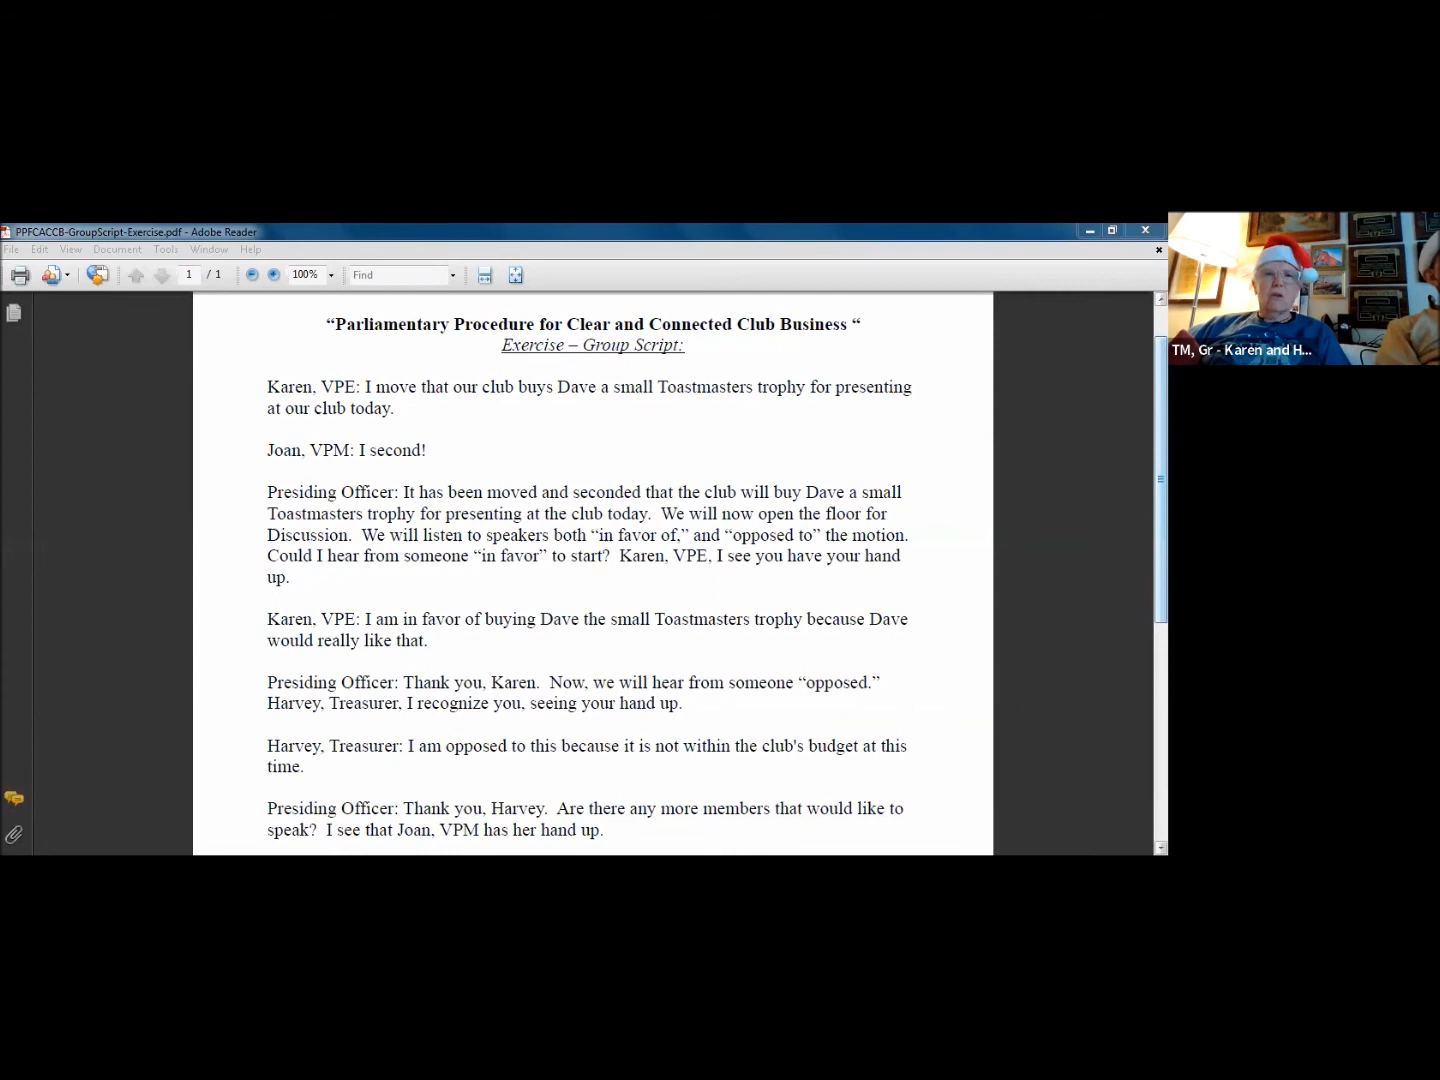 PPFCACCB-GroupScript-Exercise.pdf - Adobe Reader
File Edit View Document Tools Window Help
1 / 1 100% Find
“Parliamentary Procedure for Clear and Connected Club Business “
Exercise – Group Script:
Karen, VPE: I move that our club buys Dave a small Toastmasters trophy for presenting
at our club today.
Joan, VPM: I second!
Presiding Officer: It has been moved and seconded that the club will buy Dave a small
Toastmasters trophy for presenting at the club today.  We will now open the floor for
Discussion.  We will listen to speakers both “in favor of,” and “opposed to” the motion.
Could I hear from someone “in favor” to start?  Karen, VPE, I see you have your hand
up.
Karen, VPE: I am in favor of buying Dave the small Toastmasters trophy because Dave
would really like that.
Presiding Officer: Thank you, Karen.  Now, we will hear from someone “opposed.”
Harvey, Treasurer, I recognize you, seeing your hand up.
Harvey, Treasurer: I am opposed to this because it is not within the club's budget at this
time.
Presiding Officer: Thank you, Harvey.  Are there any more members that would like to
speak?  I see that Joan, VPM has her hand up.
TM, Gr - Karen and H...